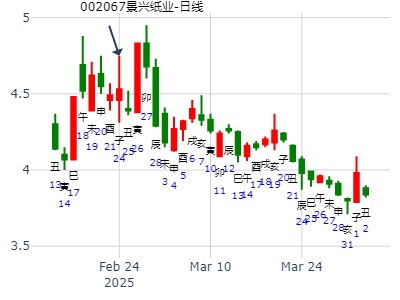 002067景兴纸业-日线
5
4.5
4
3.5
丑
13
寅
14
巳
17
午
18
未
19
申
20
酉
21
子
24
丑
25
寅
26
卯
27
辰
28
未
3
申
4
酉
5
戌
6
亥
7
寅
10
卯
11
辰
12
巳
13
午
14
酉
17
戌
18
亥
19
子
20
丑
21
辰
24
巳
25
午
26
未
27
申
28
亥
31
子
1
丑
2
Feb 24
2025
Mar 10
Mar 24